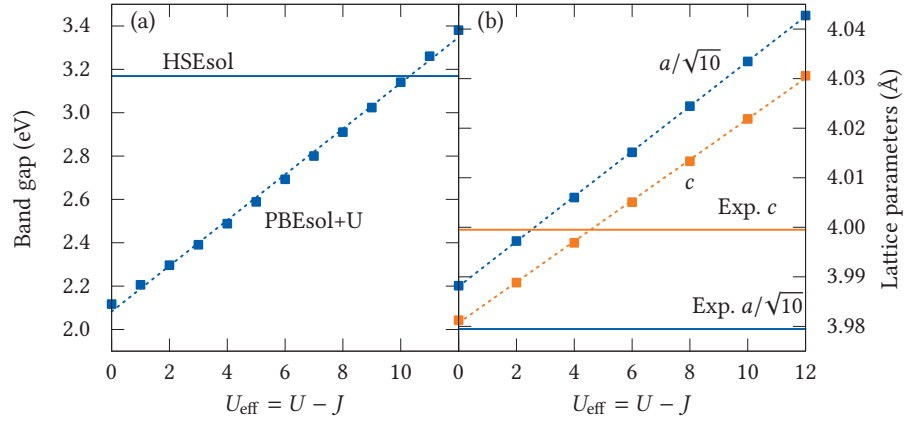 (a)
HSEsol
PBEsol+U
Band gap (eV)
3.4
3.2
3.0
2.8
2.6
2.4
2.2
2.0
0 2 4 6 8 10
U_eff = U − J
(b)
a/√10
c
Exp. c
Exp. a/√10
4.04
4.03
4.02
4.01
4.00
3.99
3.98
Lattice parameters (Å)
0 2 4 6 8 10 12
U_eff = U − J